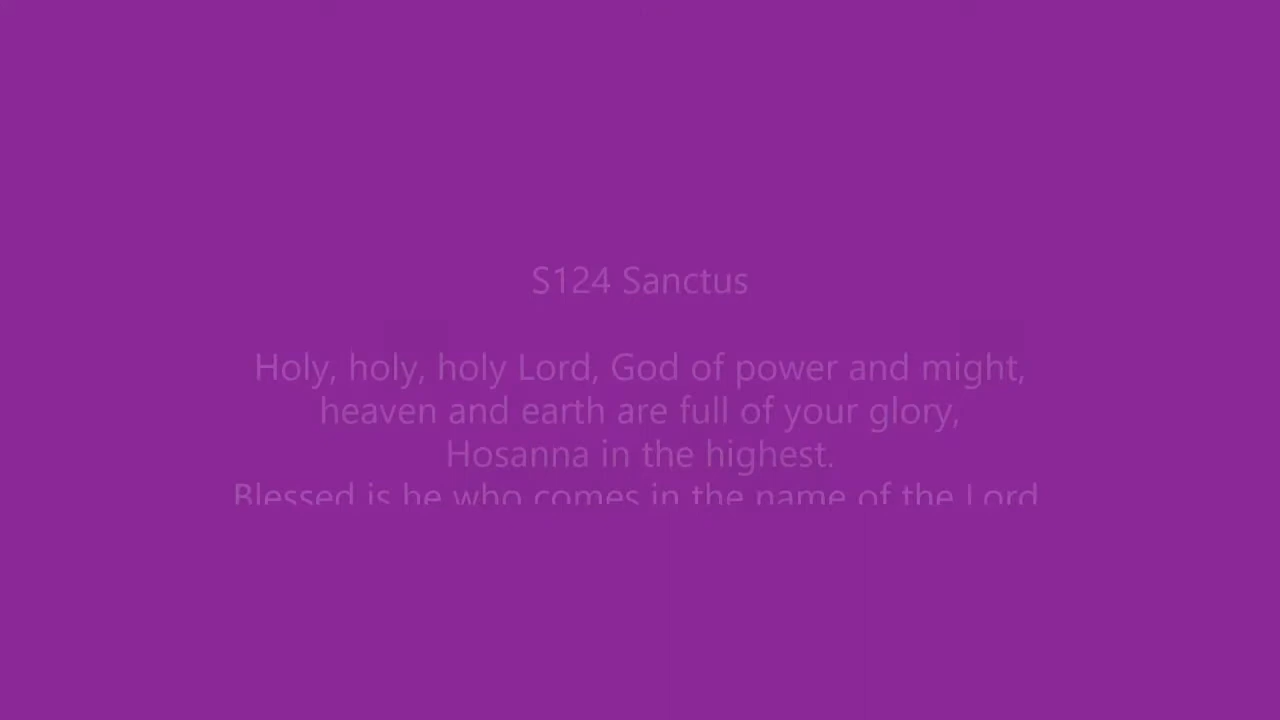 S124 Sanctus
Holy, holy, holy Lord, God of power and might,
heaven and earth are full of your glory,
Hosanna in the highest.
Blessed is he who comes in the name of the Lord